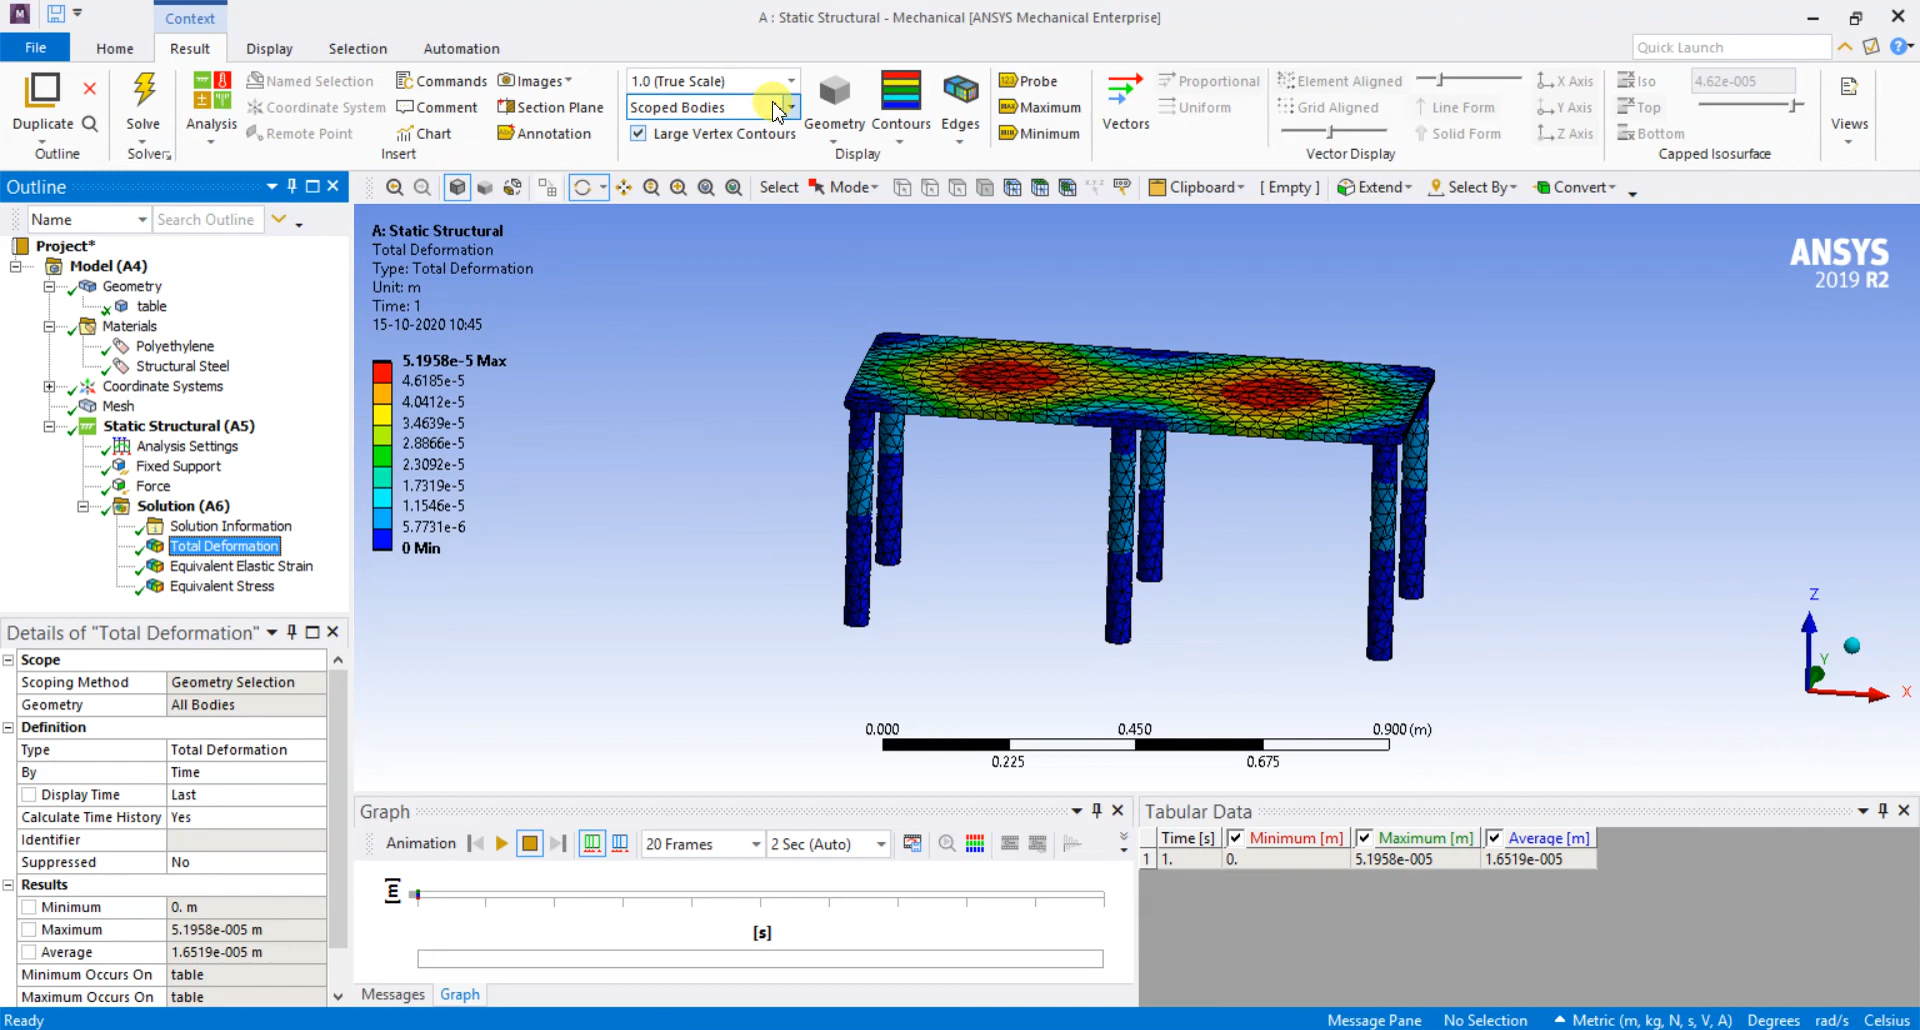 Context
A : Static Structural - Mechanical [ANSYS Mechanical Enterprise]
File
Home
Result
Display
Selection
Automation
Quick Launch
Duplicate
Outline
Solve
Solver
Analysis
Named Selection
Coordinate System
Remote Point
Commands
Comment
Chart
Images
Section Plane
Annotation
Insert
1.0 (True Scale)
Scoped Bodies
Large Vertex Contours
Geometry
Contours
Edges
Display
Probe
Maximum
Minimum
Vectors
Proportional
Uniform
Element Aligned
Grid Aligned
Line Form
Solid Form
X Axis
Y Axis
Z Axis
Vector Display
Iso
Top
Bottom
4.62e-005
Capped Isosurface
Views
Outline
Select
Mode
Clipboard
[ Empty ]
Extend
Select By
Convert
Name
Search Outline
Project*
Model (A4)
Geometry
table
Materials
Polyethylene
Structural Steel
Coordinate Systems
Mesh
Static Structural (A5)
Analysis Settings
Fixed Support
Force
Solution (A6)
Solution Information
Total Deformation
Equivalent Elastic Strain
Equivalent Stress
A: Static Structural
Total Deformation
Type: Total Deformation
Unit: m
Time: 1
15-10-2020 10:45
5.1958e-5 Max
4.6185e-5
4.0412e-5
3.4639e-5
2.8866e-5
2.3092e-5
1.7319e-5
1.1546e-5
5.7731e-6
0 Min
ANSYS
2019 R2
Z
Y
X
0.000
0.450
0.900 (m)
0.225
0.675
Details of "Total Deformation"
Scope
Scoping Method Geometry Selection
Geometry All Bodies
Definition
Type Total Deformation
By Time
Display Time Last
Calculate Time History Yes
Identifier
Suppressed No
Results
Minimum 0. m
Maximum 5.1958e-005 m
Average 1.6519e-005 m
Minimum Occurs On table
Maximum Occurs On table
Graph
Animation
20 Frames
2 Sec (Auto)
[m]
[s]
Messages
Graph
Tabular Data
Time [s] Minimum [m] Maximum [m] Average [m]
1 1. 0. 5.1958e-005 1.6519e-005
Ready
Message Pane
No Selection
Metric (m, kg, N, s, V, A)
Degrees
rad/s
Celsius